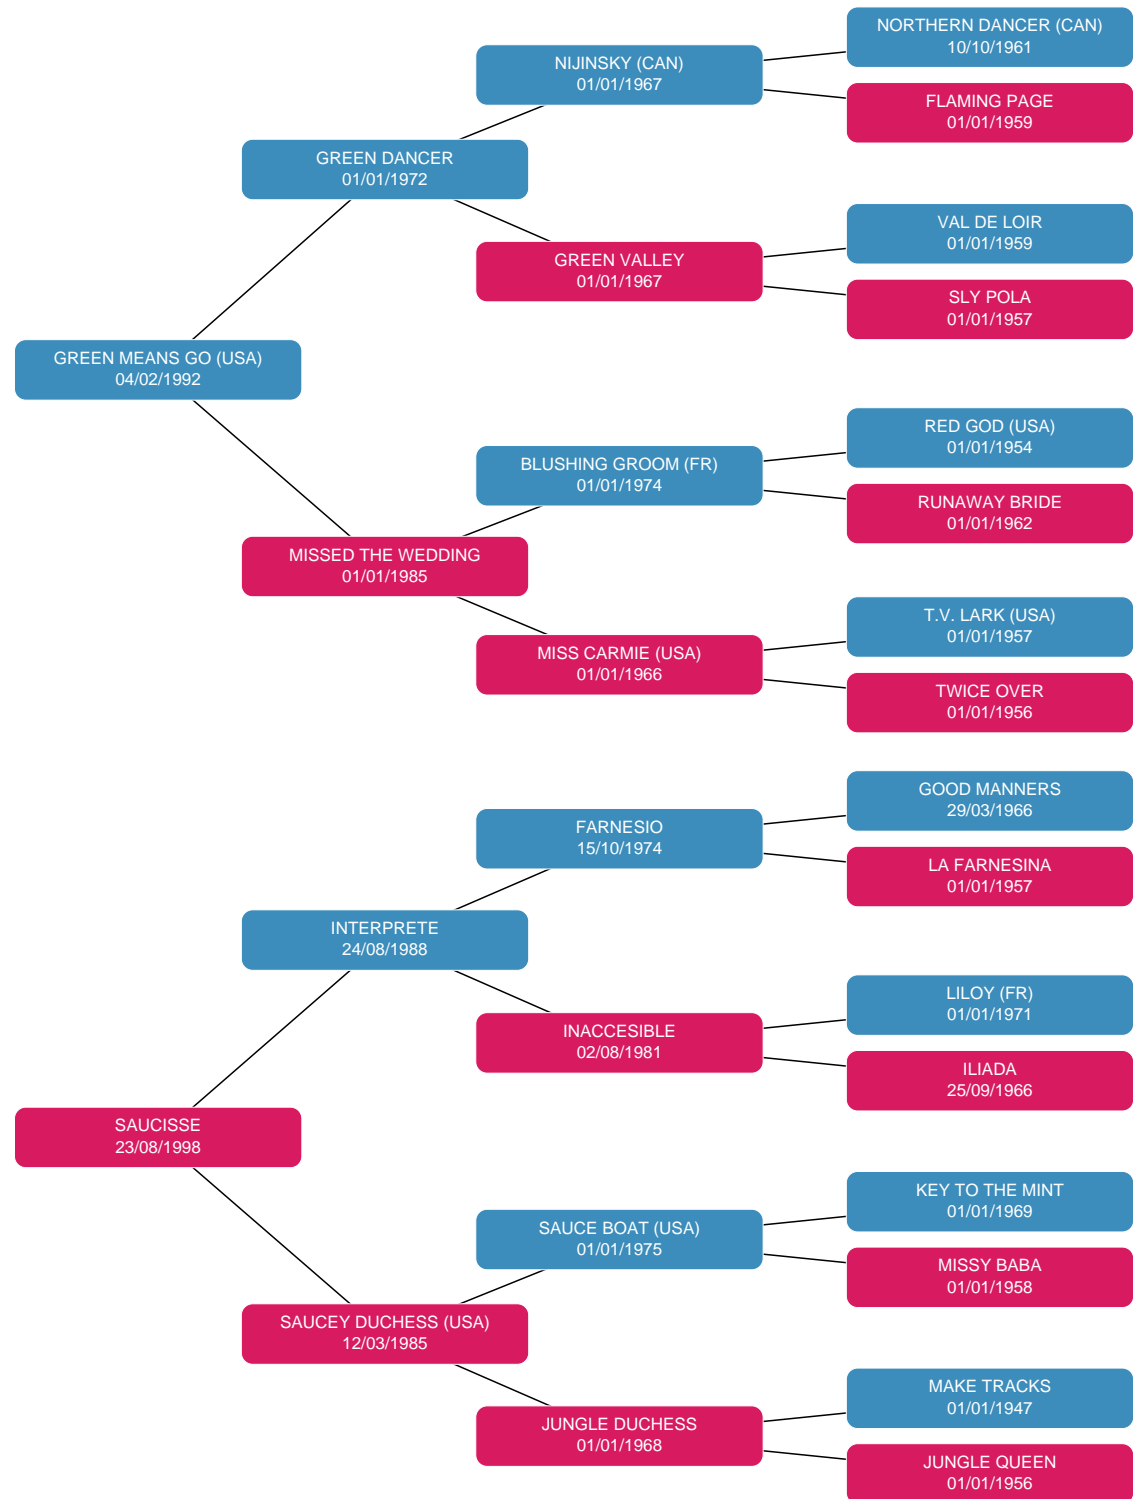 NORTHERN DANCER (CAN)
10/10/1961
NIJINSKY (CAN)
01/01/1967
FLAMING PAGE
01/01/1959
GREEN DANCER
01/01/1972
VAL DE LOIR
01/01/1959
GREEN VALLEY
01/01/1967
SLY POLA
01/01/1957
GREEN MEANS GO (USA)
04/02/1992
RED GOD (USA)
01/01/1954
BLUSHING GROOM (FR)
01/01/1974
RUNAWAY BRIDE
01/01/1962
MISSED THE WEDDING
01/01/1985
T.V. LARK (USA)
01/01/1957
MISS CARMIE (USA)
01/01/1966
TWICE OVER
01/01/1956
GOOD MANNERS
29/03/1966
FARNESIO
15/10/1974
LA FARNESINA
01/01/1957
INTERPRETE
24/08/1988
LILOY (FR)
01/01/1971
INACCESIBLE
02/08/1981
ILIADA
25/09/1966
SAUCISSE
23/08/1998
KEY TO THE MINT
01/01/1969
SAUCE BOAT (USA)
01/01/1975
MISSY BABA
01/01/1958
SAUCEY DUCHESS (USA)
12/03/1985
MAKE TRACKS
01/01/1947
JUNGLE DUCHESS
01/01/1968
JUNGLE QUEEN
01/01/1956